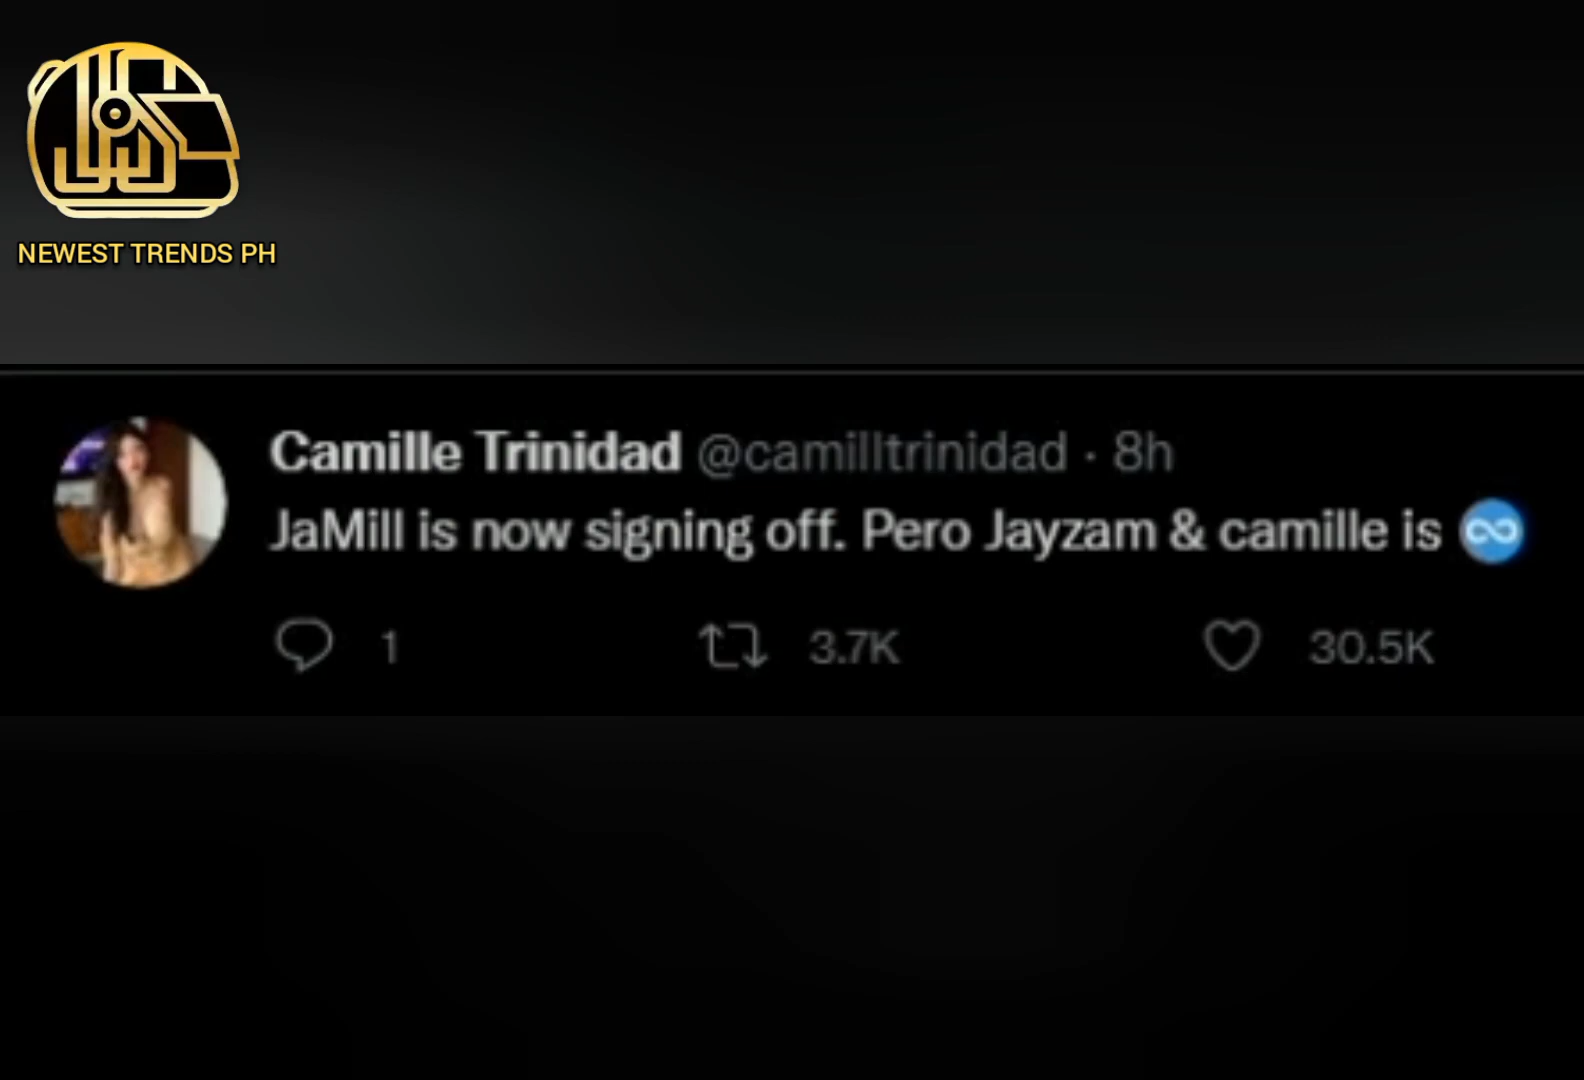 NEWEST TRENDS PH
Camille Trinidad @camilltrinidad · 8h
JaMill is now signing off. Pero Jayzam & camille is ♾️
1 3.7K 30.5K